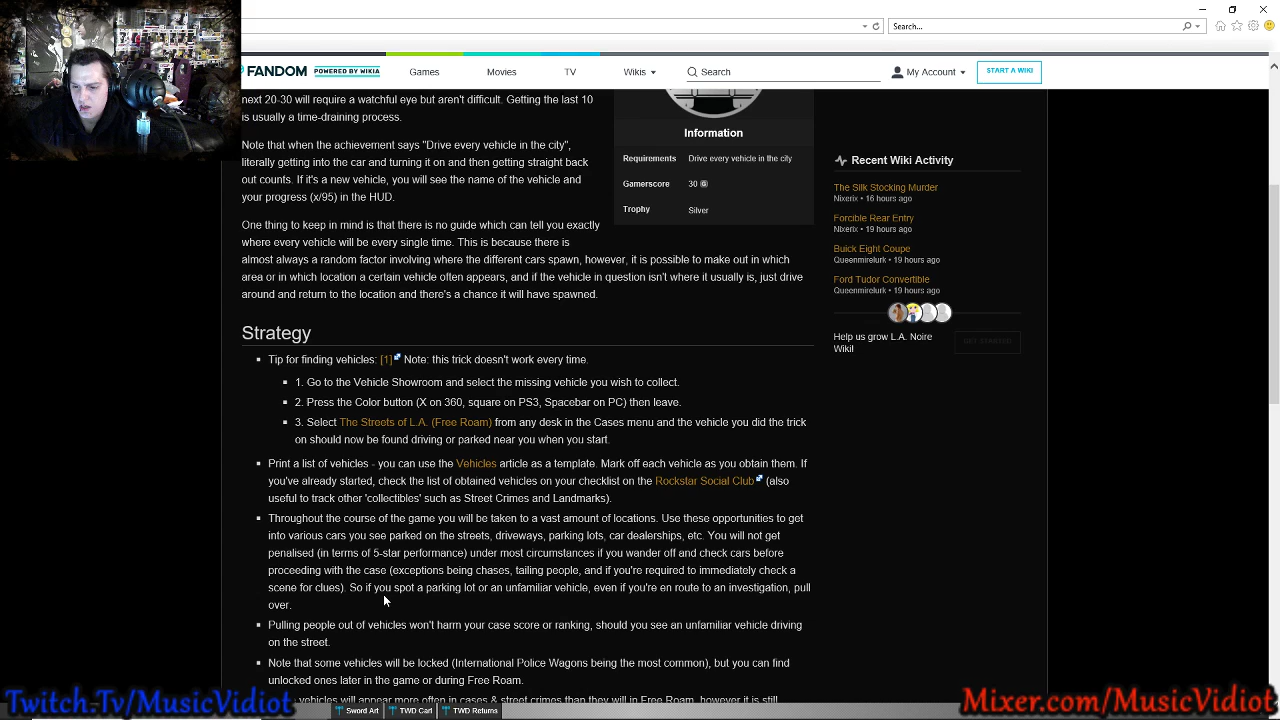 Search...
FANDOM POWERED BY WIKIA Games Movies TV Wikis Search My Account START A WIKI
next 20-30 will require a watchful eye but aren't difficult. Getting the last 10
is usually a time-draining process.
Note that when the achievement says "Drive every vehicle in the city",
literally getting into the car and turning it on and then getting straight back
out counts. If it's a new vehicle, you will see the name of the vehicle and
your progress (x/95) in the HUD.
One thing to keep in mind is that there is no guide which can tell you exactly
where every vehicle will be every single time. This is because there is
almost always a random factor involving where the different cars spawn, however, it is possible to make out in which
area or in which location a certain vehicle often appears, and if the vehicle in question isn't where it usually is, just drive
around and return to the location and there's a chance it will have spawned.
Information
Requirements Drive every vehicle in the city
Gamerscore 30 G
Trophy Silver
Strategy
Tip for finding vehicles: [1] Note: this trick doesn't work every time.
1. Go to the Vehicle Showroom and select the missing vehicle you wish to collect.
2. Press the Color button (X on 360, square on PS3, Spacebar on PC) then leave.
3. Select The Streets of L.A. (Free Roam) from any desk in the Cases menu and the vehicle you did the trick
on should now be found driving or parked near you when you start.
Print a list of vehicles - you can use the Vehicles article as a template. Mark off each vehicle as you obtain them. If
you've already started, check the list of obtained vehicles on your checklist on the Rockstar Social Club (also
useful to track other 'collectibles' such as Street Crimes and Landmarks).
Throughout the course of the game you will be taken to a vast amount of locations. Use these opportunities to get
into various cars you see parked on the streets, driveways, parking lots, car dealerships, etc. You will not get
penalised (in terms of 5-star performance) under most circumstances if you wander off and check cars before
proceeding with the case (exceptions being chases, tailing people, and if you're required to immediately check a
scene for clues). So if you spot a parking lot or an unfamiliar vehicle, even if you're en route to an investigation, pull
over.
Pulling people out of vehicles won't harm your case score or ranking, should you see an unfamiliar vehicle driving
on the street.
Note that some vehicles will be locked (International Police Wagons being the most common), but you can find
unlocked ones later in the game or during Free Roam.
vehicles will appear more often in cases & street crimes than they will in Free Roam, however it is still
Recent Wiki Activity
The Silk Stocking Murder
Nixerix • 16 hours ago
Forcible Rear Entry
Nixerix • 19 hours ago
Buick Eight Coupe
Queenmirelurk • 19 hours ago
Ford Tudor Convertible
Queenmirelurk • 19 hours ago
Help us grow L.A. Noire
Wiki!
GET STARTED
Twitch.Tv/MusicVidiot
Sword Art TWD Cart TWD Returns
Mixer.com/MusicVidiot